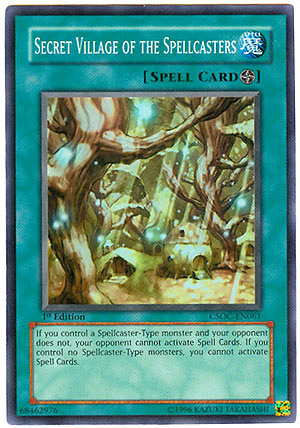 SECRET VILLAGE OF THE SPELLCASTERS
魔
[SPELL CARD]
1st Edition
CSOC-EN061
If you control a Spellcaster-Type monster and your opponent
does not, your opponent cannot activate Spell Cards. If you
control no Spellcaster-Type monsters, you cannot activate
Spell Cards.
68462976
©1996 KAZUKI TAKAHASHI